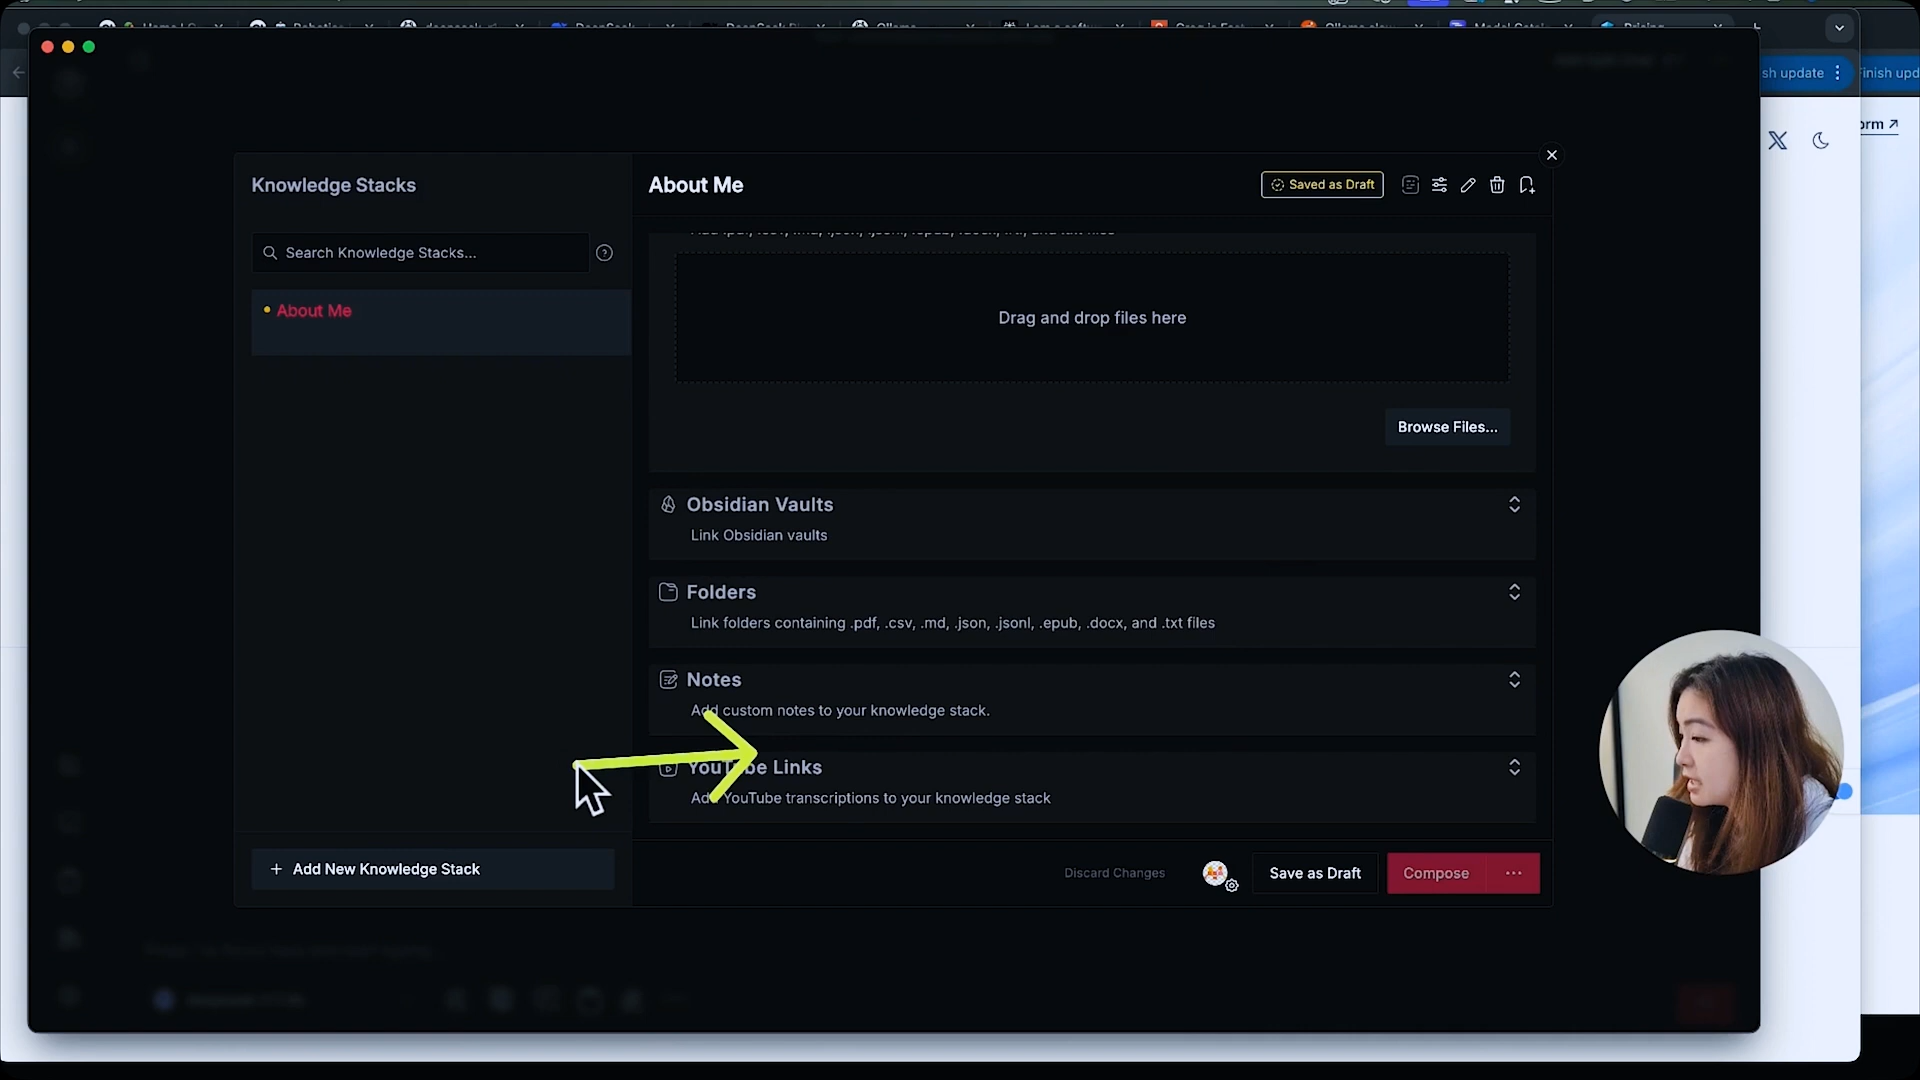 sh update
Finish upd
orm ↗
Knowledge Stacks
About Me
Saved as Draft
Search Knowledge Stacks...
About Me
Drag and drop files here
Browse Files...
Obsidian Vaults
Link Obsidian vaults
Folders
Link folders containing .pdf, .csv, .md, .json, .jsonl, .epub, .docx, and .txt files
Notes
Add custom notes to your knowledge stack.
YouTube Links
Add YouTube transcriptions to your knowledge stack
+ Add New Knowledge Stack
Discard Changes
Save as Draft
Compose